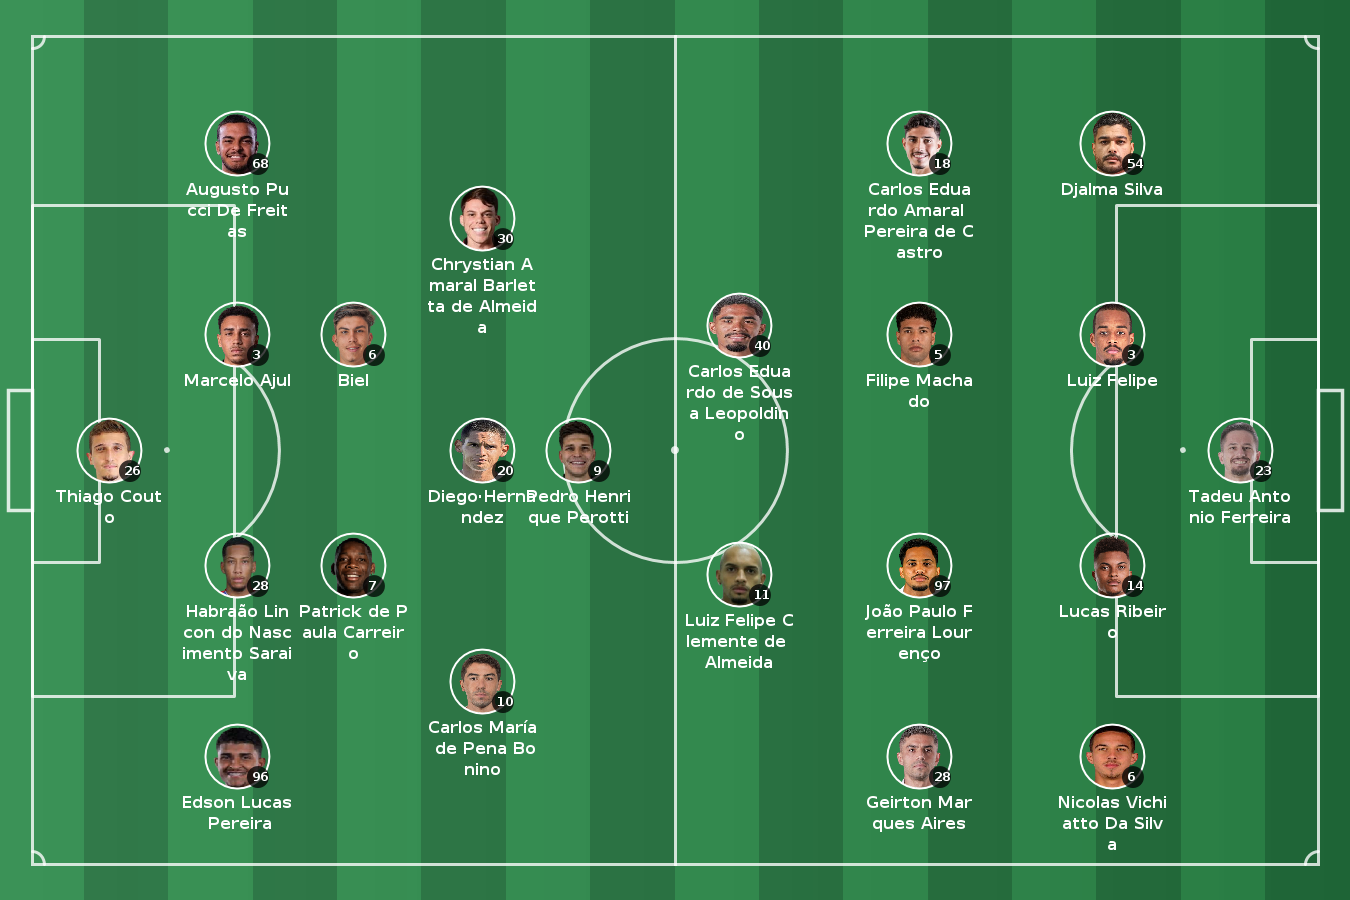 68
Augusto Pu
cci De Freit
as
30
Chrystian A
maral Barlet
ta de Almeid
a
3
Marcelo Ajul
6
Biel
26
Thiago Cout
o
20
Diego Herna
ndez
9
Pedro Henri
que Perotti
28
Habraão Lin
con do Nasc
imento Sarai
va
7
Patrick de P
aula Carreir
o
10
Carlos María
de Pena Bo
nino
96
Edson Lucas
Pereira
18
Carlos Edua
rdo Amaral
Pereira de C
astro
54
Djalma Silva
40
Carlos Edua
rdo de Sous
a Leopoldin
o
5
Filipe Macha
do
3
Luiz Felipe
23
Tadeu Anto
nio Ferreira
11
Luiz Felipe C
lemente de
Almeida
97
João Paulo F
erreira Lour
enço
14
Lucas Ribeir
o
28
Geirton Mar
ques Aires
6
Nicolas Vichi
atto Da Silv
a